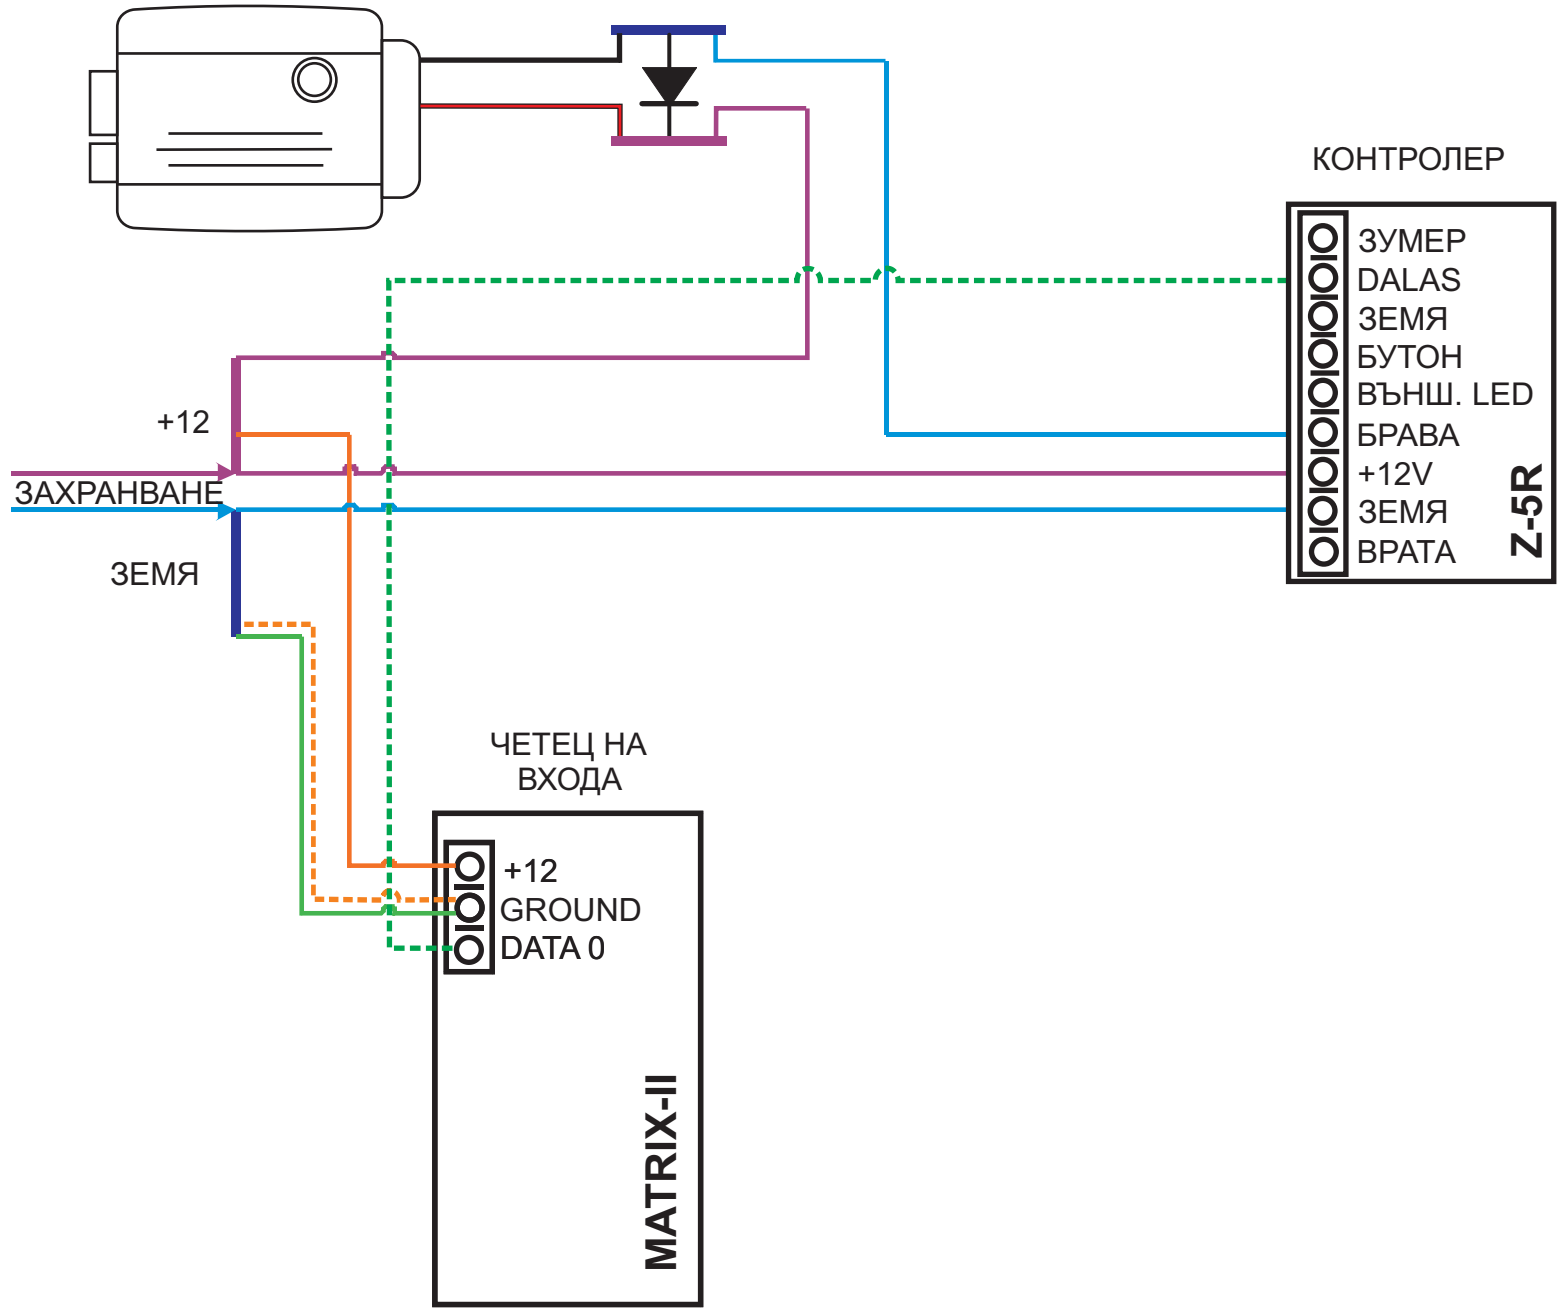 КОНТРОЛЕР
ЗУМЕР
DALAS
ЗЕМЯ
БУТОН
ВЪНШ. LED
БРАВА
+12V
ЗЕМЯ
ВРАТА
Z-5R
+12
ЗАХРАНВАНЕ
ЗЕМЯ
ЧЕТЕЦ НА
ВХОДА
+12
GROUND
DATA 0
MATRIX-II